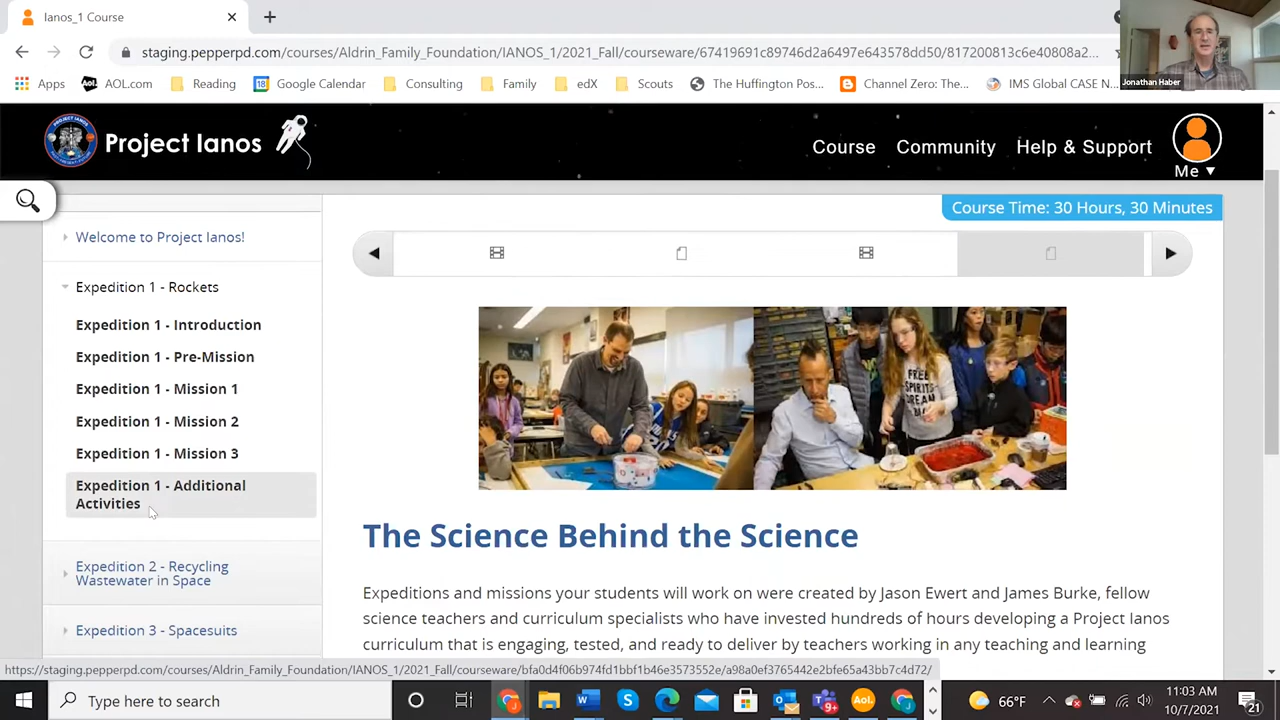 Ianos_1 Course
staging.pepperpd.com/courses/Aldrin_Family_Foundation/IANOS_1/2021_Fall/courseware/67419691c89746d2a6497e643578dd50/817200813c6e40808a2...
Apps
Aol.
AOL.com
Reading
18
Google Calendar
Consulting
Family
edX
Scouts
The Huffington Pos...
Channel Zero: The...
IMS Global CASE N...
Jonathan Haber
Project Ianos
Course
Community
Help & Support
Me ▼
Course Time: 30 Hours, 30 Minutes
Welcome to Project Ianos!
Expedition 1 - Rockets
Expedition 1 - Introduction
Expedition 1 - Pre-Mission
Expedition 1 - Mission 1
Expedition 1 - Mission 2
Expedition 1 - Mission 3
Expedition 1 - Additional
Activities
Expedition 2 - Recycling
Wastewater in Space
Expedition 3 - Spacesuits
FREE
SPIRITS
DREAM
The Science Behind the Science
Expeditions and missions your students will work on were created by Jason Ewert and James Burke, fellow
science teachers and curriculum specialists who have invested hundreds of hours developing a Project Ianos
curriculum that is engaging, tested, and ready to deliver by teachers working in any teaching and learning
https://staging.pepperpd.com/courses/Aldrin_Family_Foundation/IANOS_1/2021_Fall/courseware/bfa0d4f06b974fd1bbf1b46e3573552e/a98a0ef3765442e2bfe65a43bb7c4d72/
Type here to search
Aol.
66°F
11:03 AM
10/7/2021
21